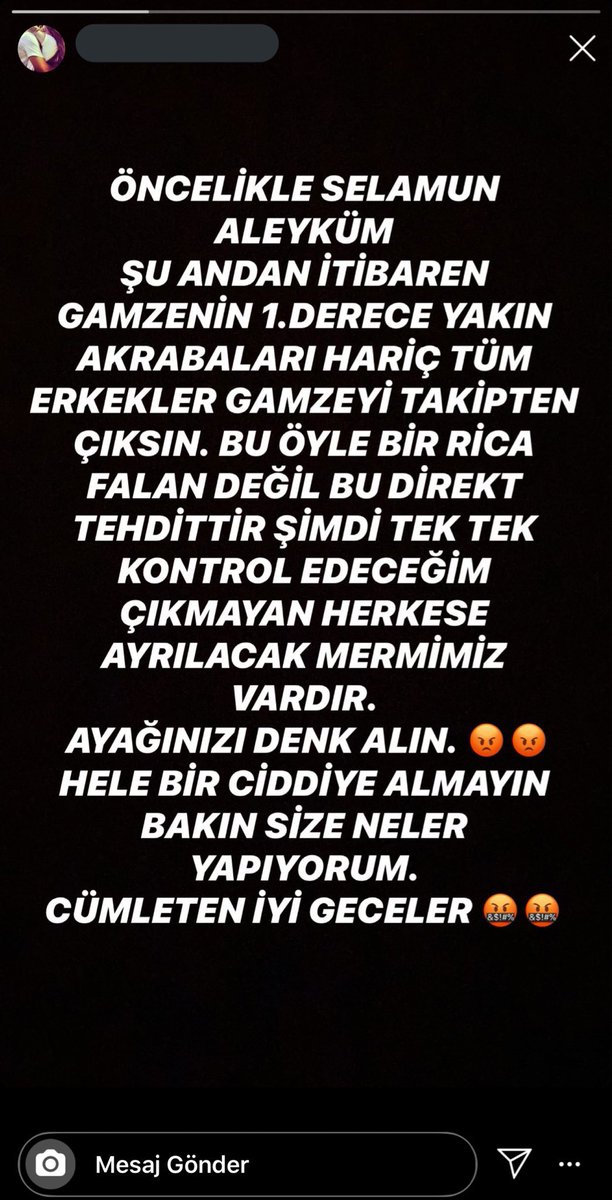 ÖNCELİKLE SELAMUN
ALEYKÜM
ŞU ANDAN İTİBAREN
GAMZENİN 1.DERECE YAKIN
AKRABALARI HARİÇ TÜM
ERKEKLER GAMZEYİ TAKİPTEN
ÇIKSIN. BU ÖYLE BİR RİCA
FALAN DEĞİL BU DİREKT
TEHDİTTİR ŞİMDİ TEK TEK
KONTROL EDECEĞİM
ÇIKMAYAN HERKESE
AYRILACAK MERMİMİZ
VARDIR.
AYAĞINIZI DENK ALIN. 😡😡
HELE BİR CİDDİYE ALMAYIN
BAKIN SİZE NELER
YAPIYORUM.
CÜMLETEN İYİ GECELER 🤬🤬
Mesaj Gönder